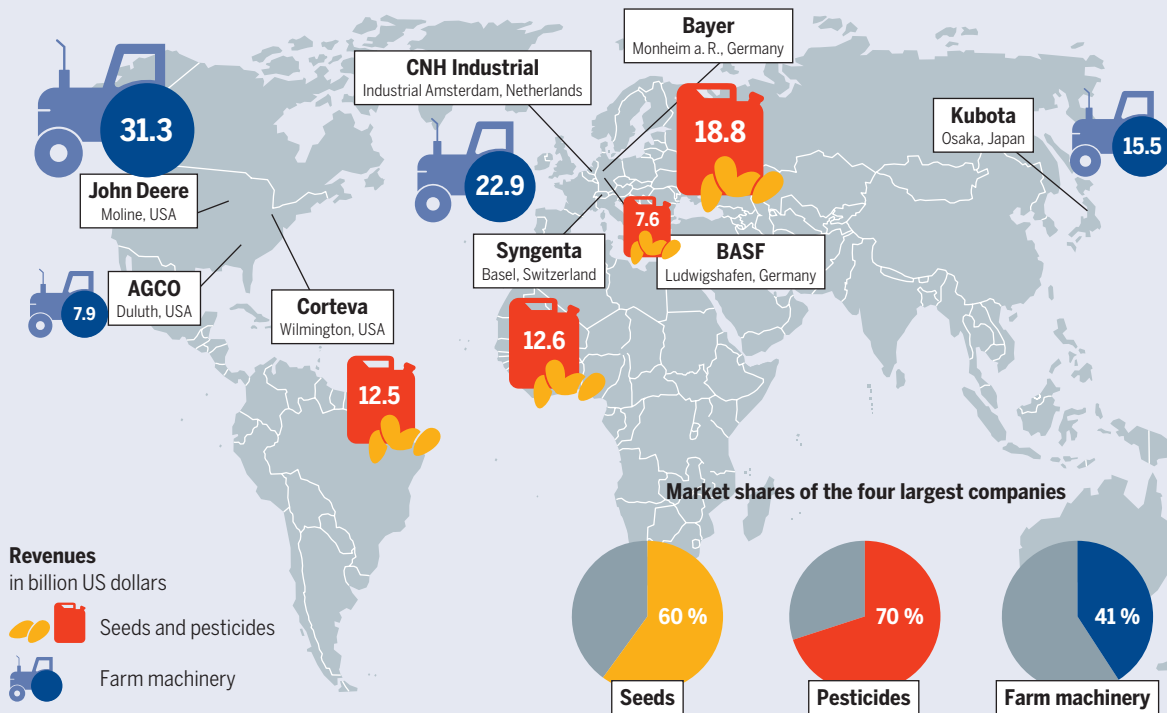 Bayer
Monheim a. R., Germany
CNH Industrial
Industrial Amsterdam, Netherlands
Kubota
Osaka, Japan
31.3
18.8
15.5
22.9
John Deere
Moline, USA
7.6
Syngenta
Basel, Switzerland
BASF
Ludwigshafen, Germany
AGCO
Duluth, USA
7.9
Corteva
Wilmington, USA
12.6
12.5
Market shares of the four largest companies
Revenues
in billion US dollars
Seeds and pesticides
Farm machinery
60 %
70 %
41 %
Seeds
Pesticides
Farm machinery